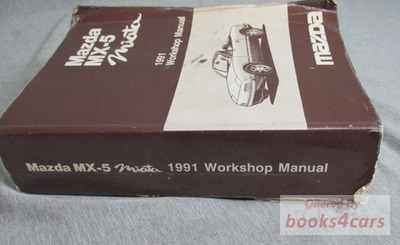 Mazda
MX-5
Miata
1991
Workshop Manual
mazda
Mazda MX-5 Miata 1991 Workshop Manual
Offered By
books4cars